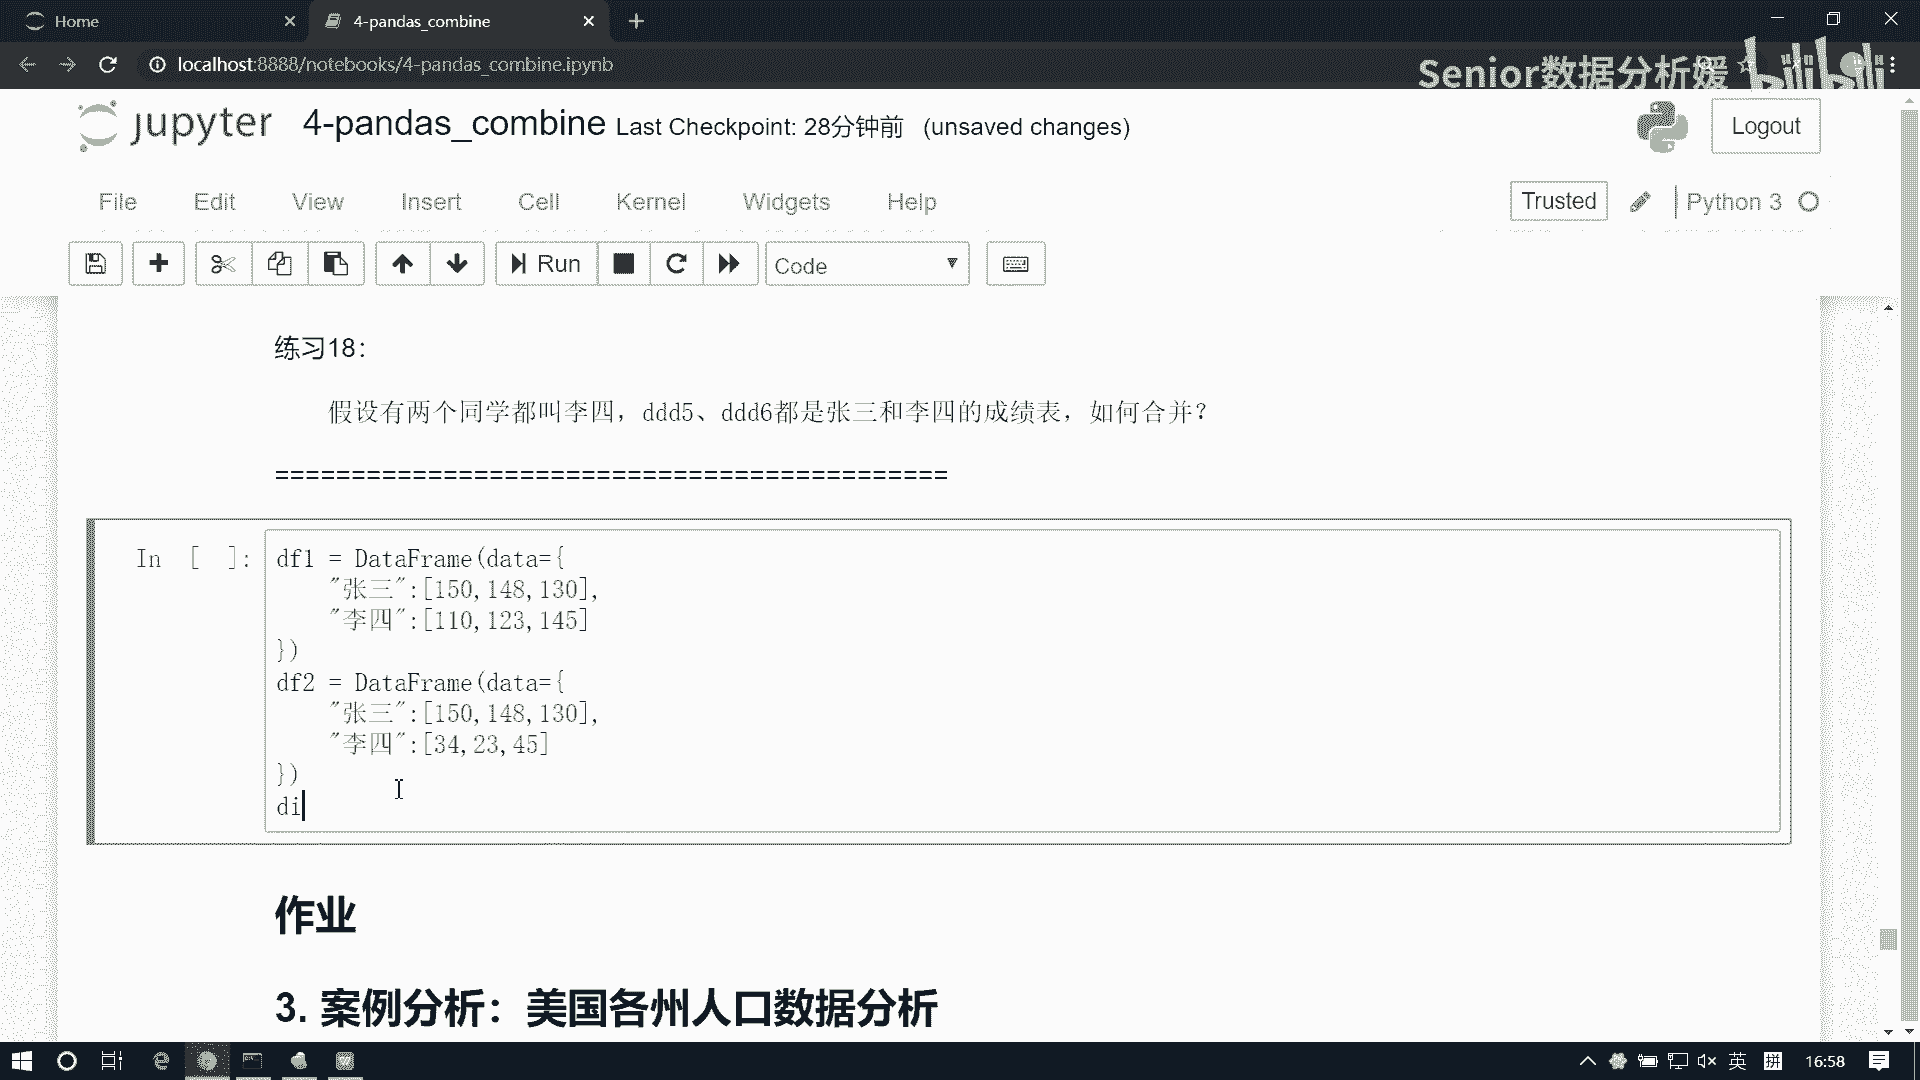 Home
4-pandas_combine
localhost:8888/notebooks/4-pandas_combine.ipynb
Senior数据分析媛 bilibili
jupyter 4-pandas_combine Last Checkpoint: 28分钟前 (unsaved changes)
Logout
File Edit View Insert Cell Kernel Widgets Help
Trusted
Python 3
Run
Code
练习18：
假设有两个同学都叫李四，ddd5、ddd6都是张三和李四的成绩表，如何合并？
============================================
In [ ]:
df1 = DataFrame(data={
"张三":[150,148,130],
"李四":[110,123,145]
})
df2 = DataFrame(data={
"张三":[150,148,130],
"李四":[34,23,45]
})
di
作业
3. 案例分析：美国各州人口数据分析
英 拼 16:58